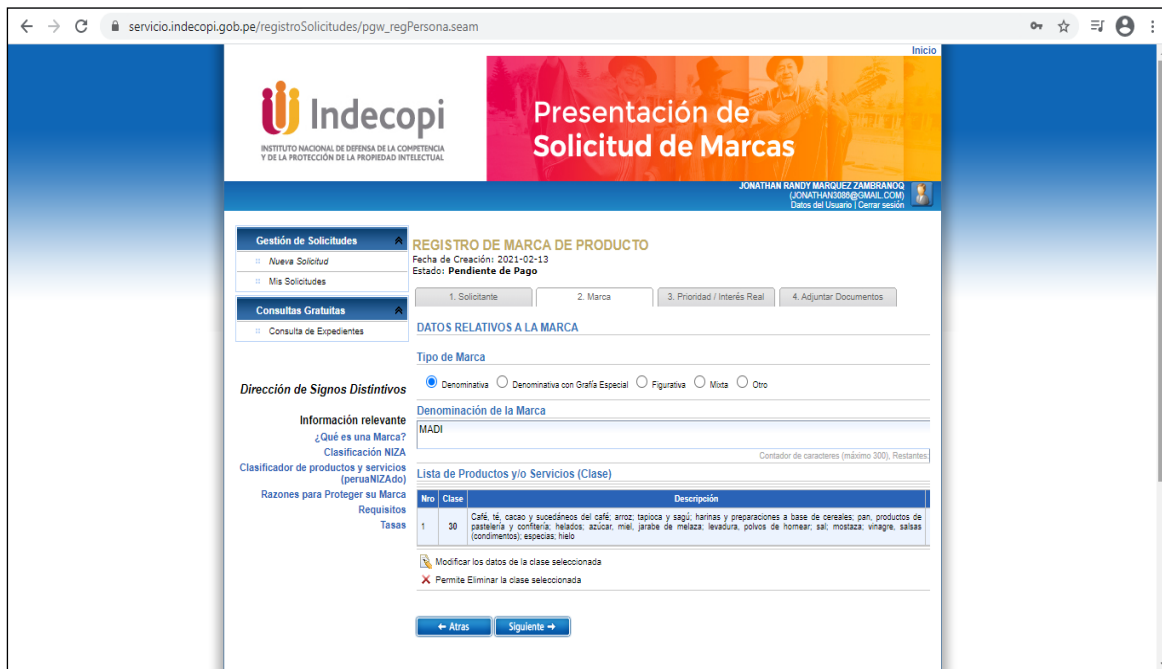 servicio.indecopi.gob.pe/registroSolicitudes/pgw_regPersona.seam
Inicio
Indecopi
INSTITUTO NACIONAL DE DEFENSA DE LA COMPETENCIA
Y DE LA PROTECCIÓN DE LA PROPIEDAD INTELECTUAL
Presentación de
Solicitud de Marcas
JONATHAN RANDY MARQUEZ ZAMBRANOQ
(JONATHAN3086@GMAIL.COM)
Datos del Usuario | Cerrar sesión
Gestión de Solicitudes
Nueva Solicitud
Mis Solicitudes
Consultas Gratuitas
Consulta de Expedientes
Dirección de Signos Distintivos
Información relevante
¿Qué es una Marca?
Clasificación NIZA
Clasificador de productos y servicios
(peruaNIZAdo)
Razones para Proteger su Marca
Requisitos
Tasas
REGISTRO DE MARCA DE PRODUCTO
Fecha de Creación: 2021-02-13
Estado: Pendiente de Pago
1. Solicitante 2. Marca 3. Prioridad / Interés Real 4. Adjuntar Documentos
DATOS RELATIVOS A LA MARCA
Tipo de Marca
Denominativa Denominativa con Grafía Especial Figurativa Mixta Otro
Denominación de la Marca
MADI
Contador de caracteres (máximo 300), Restantes:
Lista de Productos y/o Servicios (Clase)
Nro Clase Descripción
1 30 Café, té, cacao y sucedáneos del café; arroz; tapioca y sagú; harinas y preparaciones a base de cereales; pan, productos de
pastelería y confitería; helados; azúcar, miel, jarabe de melaza; levadura, polvos de hornear; sal; mostaza; vinagre, salsas
(condimentos); especias; hielo
Modificar los datos de la clase seleccionada
Permite Eliminar la clase seleccionada
Atras Siguiente